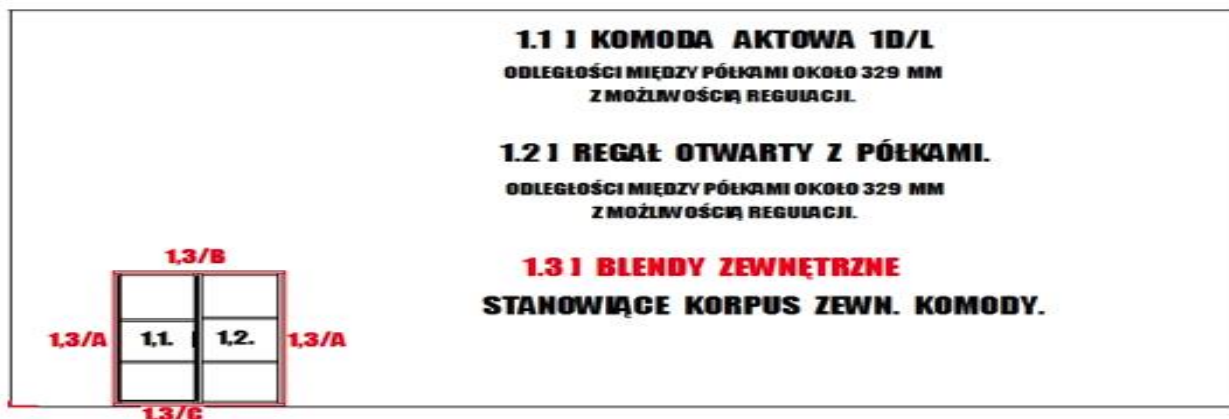 1.1 ] KOMODA AKTOWA 1D/L
ODLEGŁOŚCI MIĘDZY PÓŁKAMI OKOŁO 329 MM
Z MOŻLIWOŚCIĄ REGULACJI.
1.2 ] REGAŁ OTWARTY Z PÓŁKAMI.
ODLEGŁOŚCI MIĘDZY PÓŁKAMI OKOŁO 329 MM
Z MOŻLIWOŚCIĄ REGULACJI.
1.3 ] BLENDY ZEWNĘTRZNE
STANOWIĄCE KORPUS ZEWN. KOMODY.
1,3/B
1,3/A 1,1. 1,2. 1,3/A
1,3/C